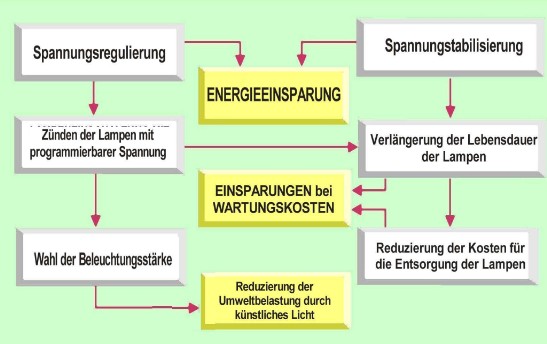 Spannungsregulierung
Spannungstabilisierung
ENERGIEEINSPARUNG
Zünden der Lampen mit
programmierbarer Spannung
Verlängerung der Lebensdauer
der Lampen
EINSPARUNGEN bei
WARTUNGSKOSTEN
Wahl der Beleuchtungsstärke
Reduzierung der Kosten für
die Entsorgung der Lampen
Reduzierung der
Umweltbelastung durch
künstliches Licht